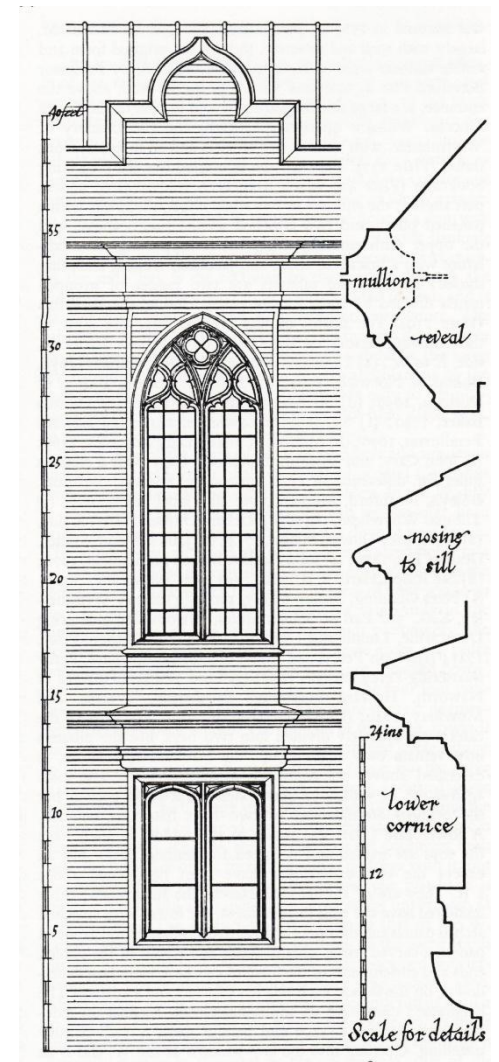 40 feet
35
mullion
reveal
30
25
nosing
to sill
20
15
24 ins
lower
cornice
10
12
5
0
Scale for details